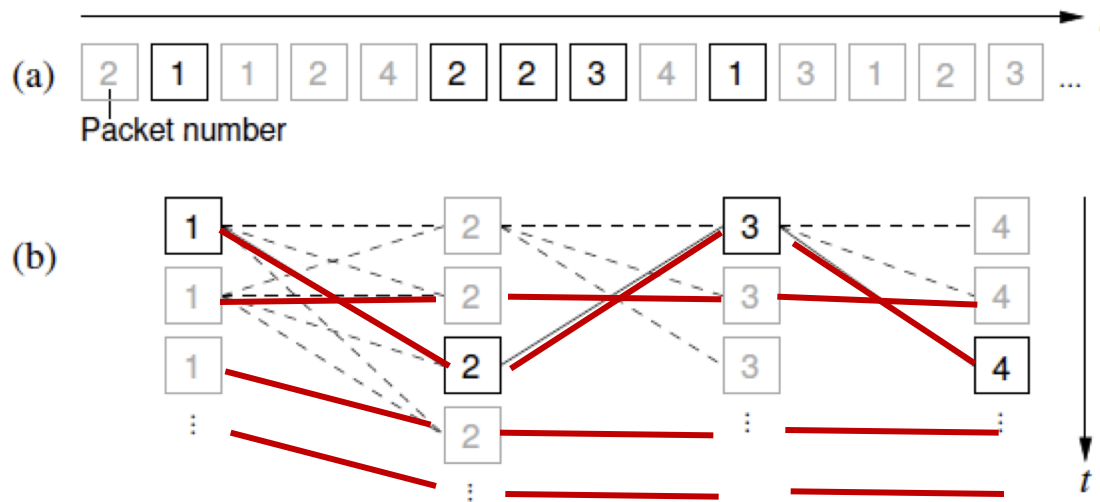 (a) 2 1 1 2 4 2 2 3 4 1 3 1 2 3 ...
Packet number
1 2 3 4
(b)
1 2 3 4
1 2 3 4
⋮ 2 ⋮ ⋮
⋮ t